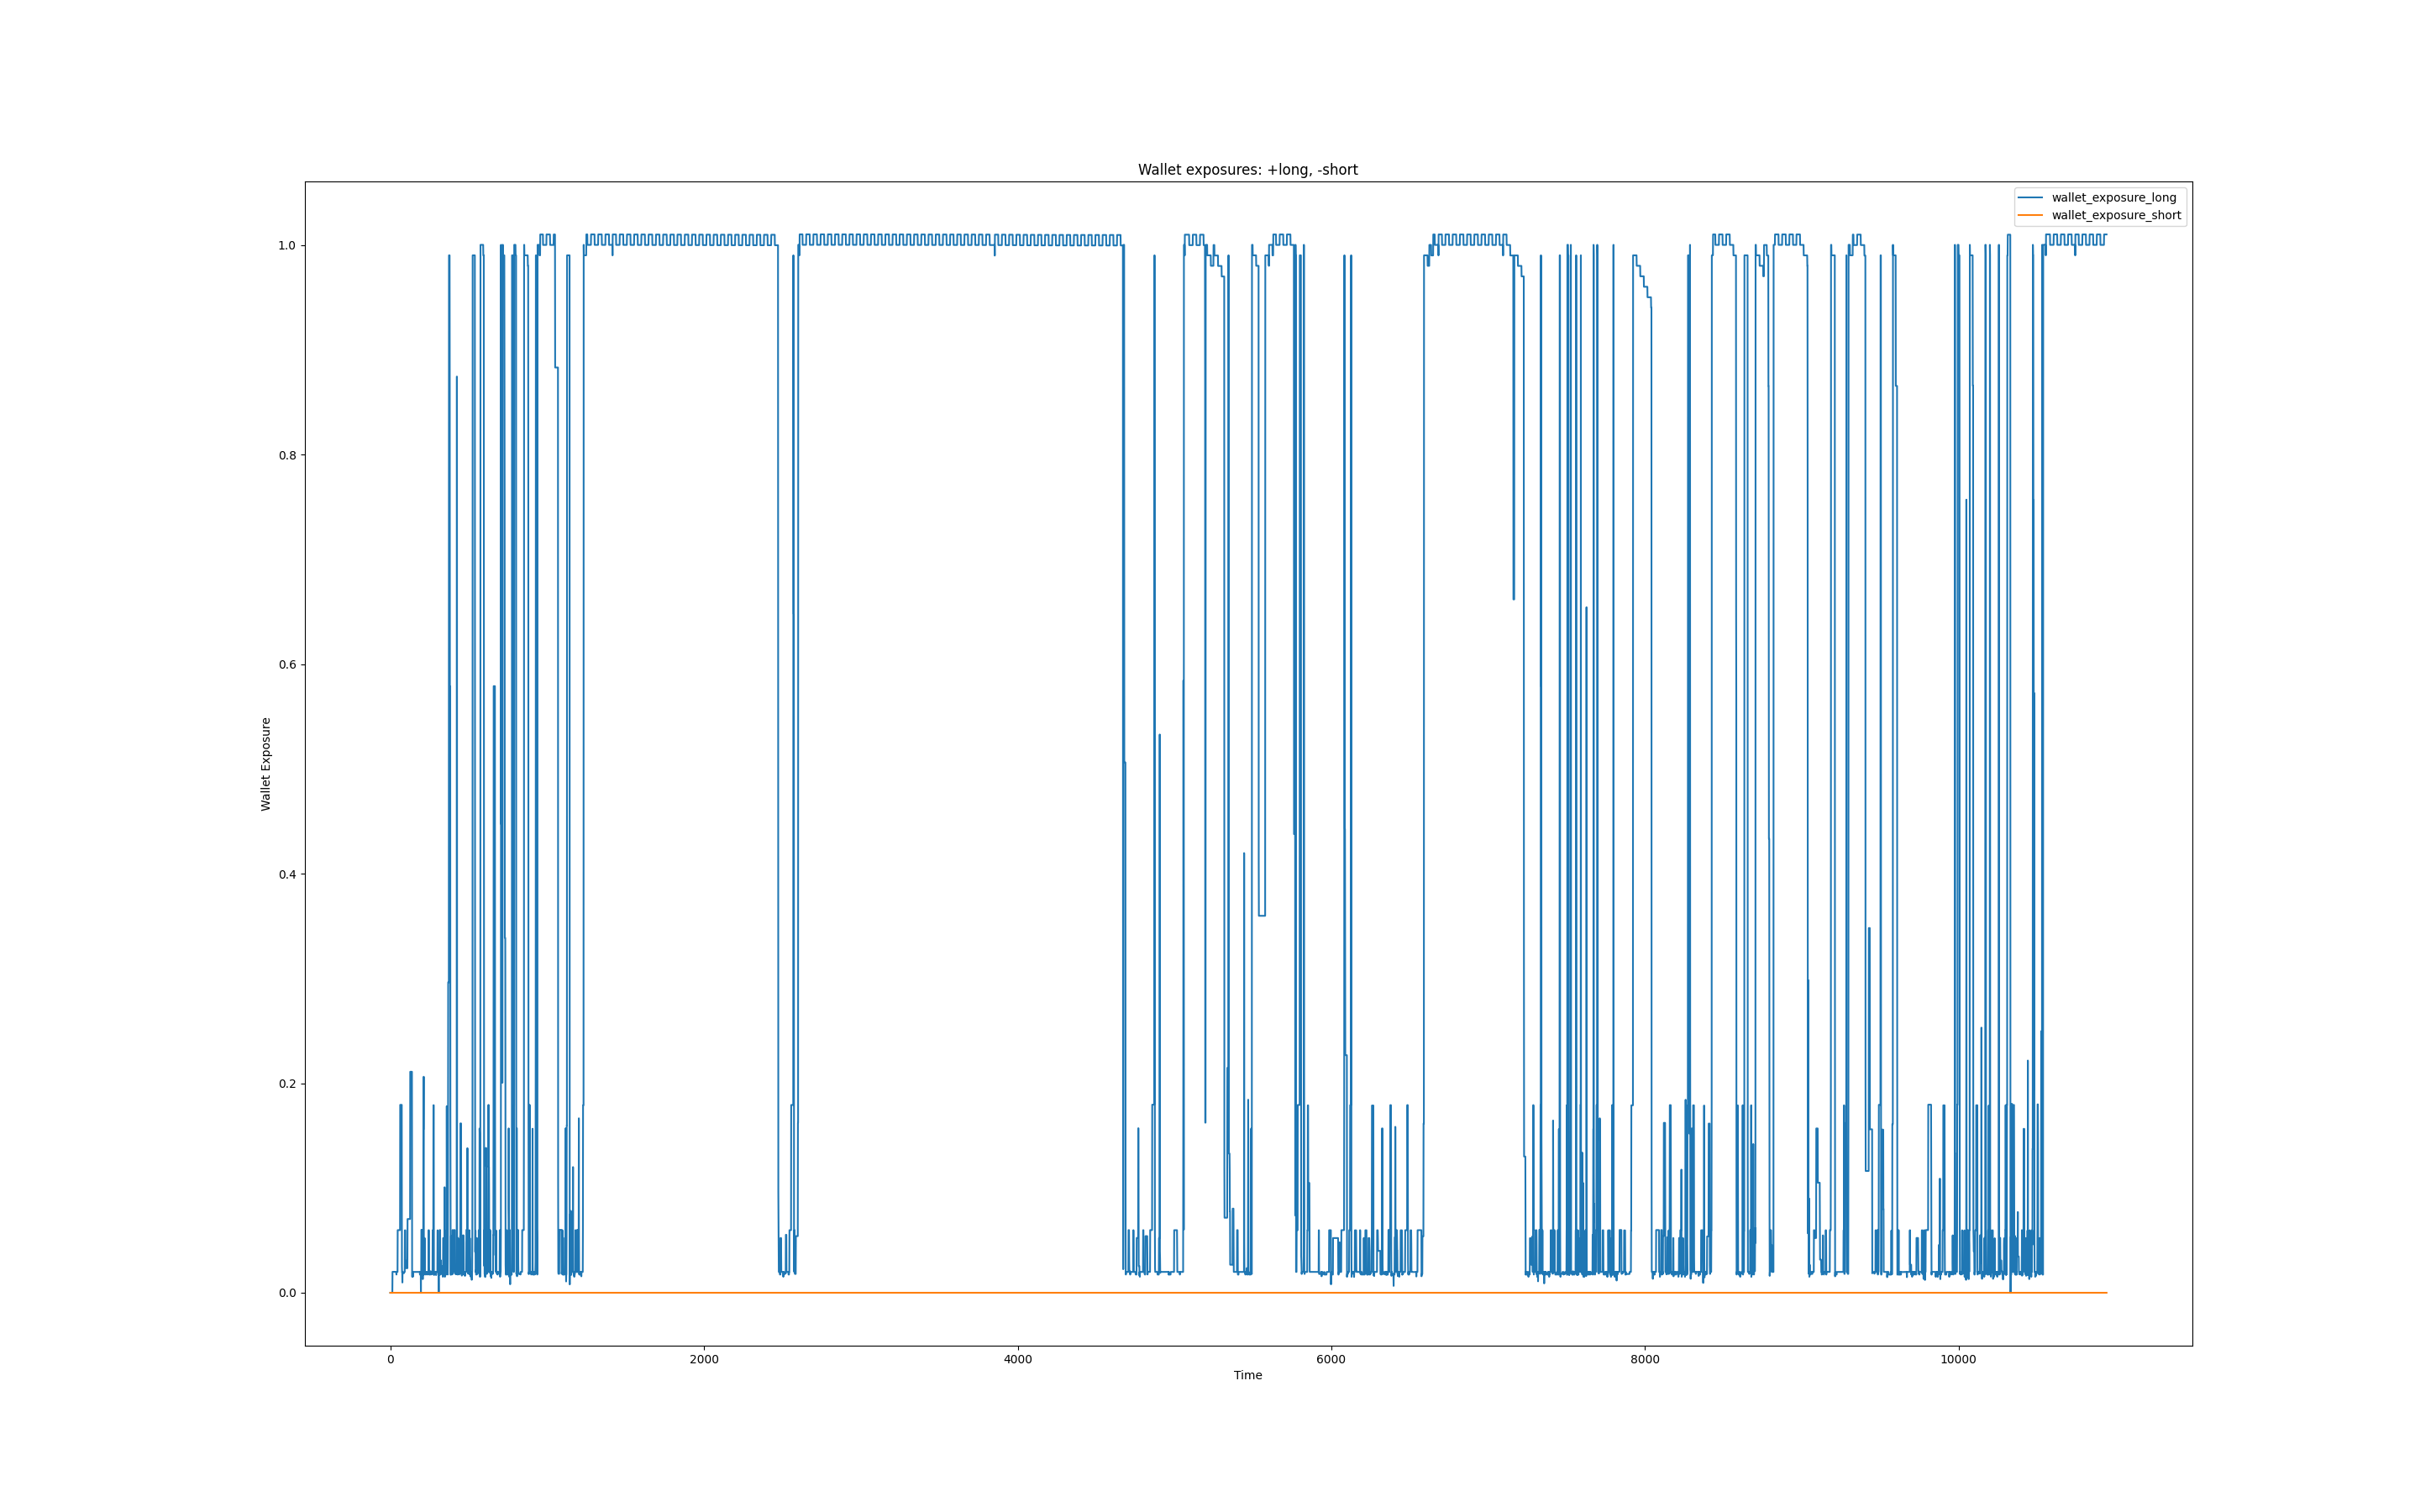 Wallet exposures: +long, -short
wallet_exposure_long
wallet_exposure_short
1.0
0.8
0.6
0.4
0.2
0.0
Wallet Exposure
0 2000 4000 6000 8000 10000
Time